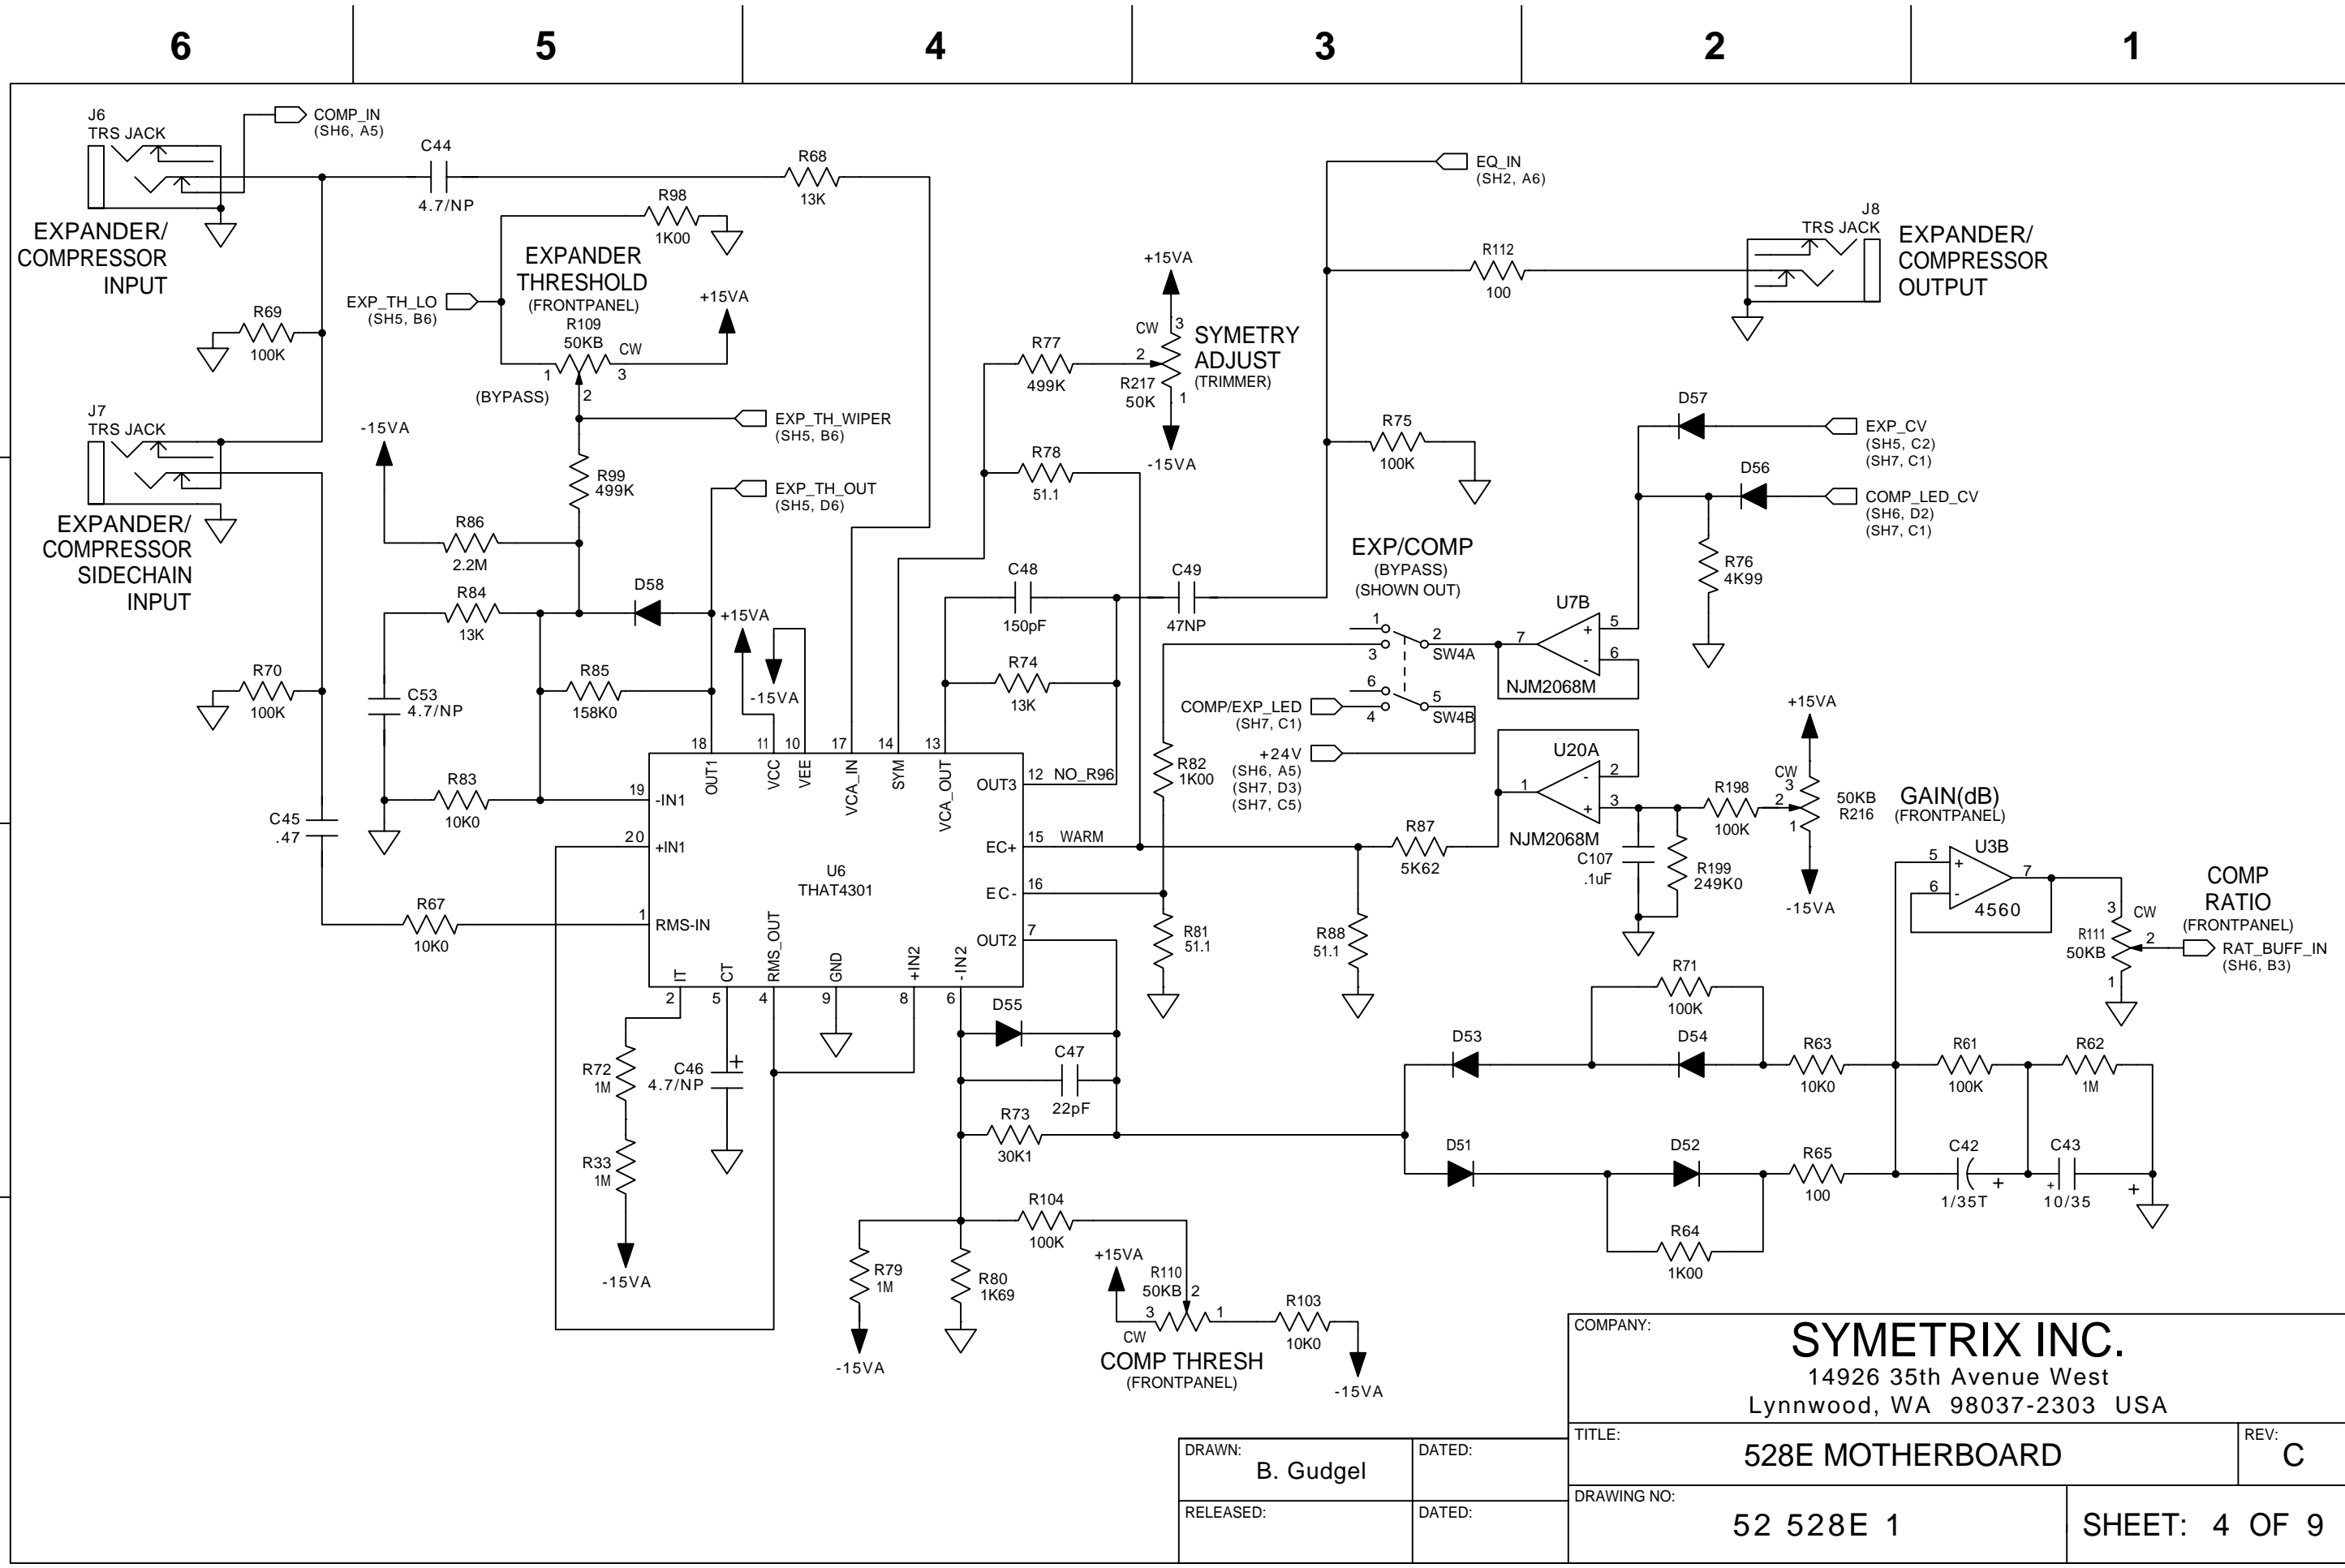 6
5
4
3
2
1
J6
TRS JACK
COMP_IN
(SH6, A5)
EXPANDER/
COMPRESSOR
INPUT
C44
4.7/NP
R68
13K
R98
1K00
EXPANDER
THRESHOLD
(FRONTPANEL)
R109
50KB
CW
1
2
3
+15VA
EXP_TH_LO
(SH5, B6)
(BYPASS)
R69
100K
J7
TRS JACK
EXPANDER/
COMPRESSOR
SIDECHAIN
INPUT
-15VA
EXP_TH_WIPER
(SH5, B6)
R99
499K
EXP_TH_OUT
(SH5, D6)
R86
2.2M
R84
13K
D58
R85
158K0
C53
4.7/NP
R83
10K0
R70
100K
C45
.47
R67
10K0
+15VA
-15VA
18
11
10
17
14
13
OUT1
VCC
VEE
VCA_IN
SYM
VCA_OUT
19
-IN1
20
+IN1
1
RMS-IN
U6
THAT4301
OUT3
12
NO_R96
EC+
15
WARM
EC-
16
OUT2
7
IT
CT
RMS_OUT
GND
+IN2
-IN2
2
5
4
9
8
6
R72
1M
R33
1M
-15VA
C46
4.7/NP
+
D55
C47
22pF
R73
30K1
R104
100K
R79
1M
-15VA
R80
1K69
+15VA
R110
50KB
2
3
1
CW
R103
10K0
-15VA
COMP THRESH
(FRONTPANEL)
EQ_IN
(SH2, A6)
R112
100
J8
TRS JACK
EXPANDER/
COMPRESSOR
OUTPUT
+15VA
CW
3
2
1
R217
50K
-15VA
SYMETRY
ADJUST
(TRIMMER)
R77
499K
R78
51.1
R75
100K
C48
150pF
R74
13K
C49
47NP
EXP/COMP
(BYPASS)
(SHOWN OUT)
1
2
3
SW4A
6
5
4
SW4B
COMP/EXP_LED
(SH7, C1)
+24V
(SH6, A5)
(SH7, D3)
(SH7, C5)
D57
EXP_CV
(SH5, C2)
(SH7, C1)
D56
COMP_LED_CV
(SH6, D2)
(SH7, C1)
R76
4K99
U7B
7
5
6
+
-
NJM2068M
U20A
1
2
3
-
+
NJM2068M
R82
1K00
R87
5K62
R81
51.1
R88
51.1
C107
.1uF
R199
249K0
R198
100K
+15VA
CW
3
2
1
50KB
R216
-15VA
GAIN(dB)
(FRONTPANEL)
U3B
5
6
7
+
-
4560
COMP
RATIO
(FRONTPANEL)
3
CW
R111
50KB
2
1
RAT_BUFF_IN
(SH6, B3)
R71
100K
D53
D54
R63
10K0
R61
100K
R62
1M
D51
D52
R65
100
C42
1/35T
+
C43
10/35
+
+
R64
1K00
COMPANY:
SYMETRIX INC.
14926 35th Avenue West
Lynnwood, WA 98037-2303 USA
TITLE:
528E MOTHERBOARD
REV:
C
DRAWN:
B. Gudgel
DATED:
RELEASED:
DATED:
DRAWING NO:
52 528E 1
SHEET: 4 OF 9